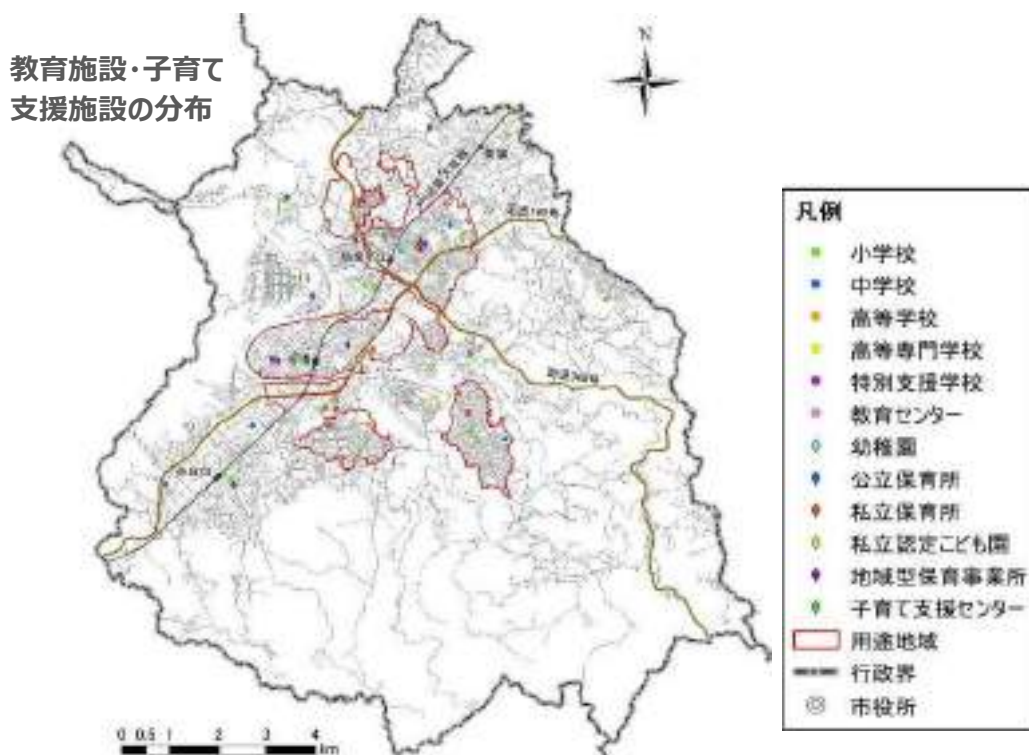 教育施設・子育て
支援施設の分布
N
凡例
小学校
中学校
高等学校
高等専門学校
特別支援学校
教育センター
幼稚園
公立保育所
私立保育所
私立認定こども園
地域型保育事業所
子育て支援センター
用途地域
行政界
市役所
0 0.5 1 2 3 4
km